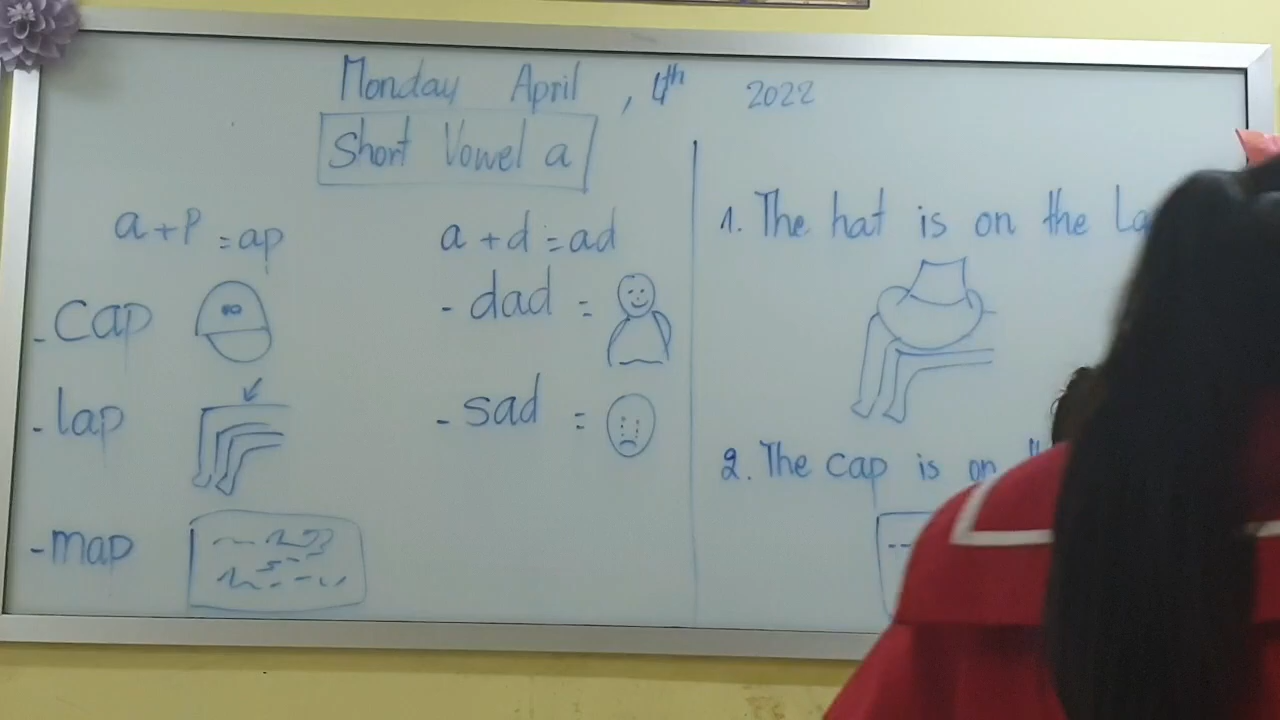 Monday April , 4th 2022
Short Vowel a
a + p = ap
- cap
- lap
- map
a + d = ad
- dad =
- sad =
1. The hat is on the
2. The cap is on